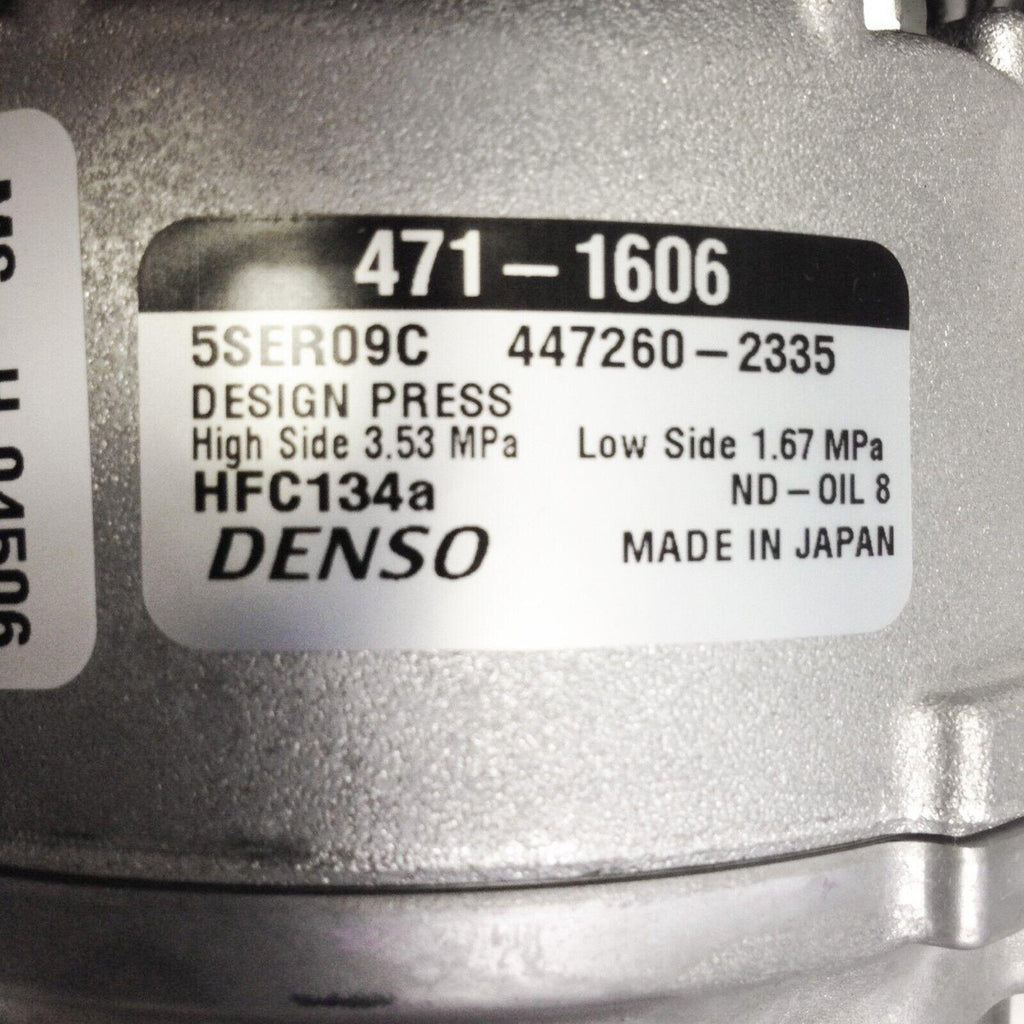 471-1606
5SER09C 447260-2335
DESIGN PRESS
High Side 3.53 MPa Low Side 1.67 MPa
HFC134a ND-OIL 8
DENSO MADE IN JAPAN